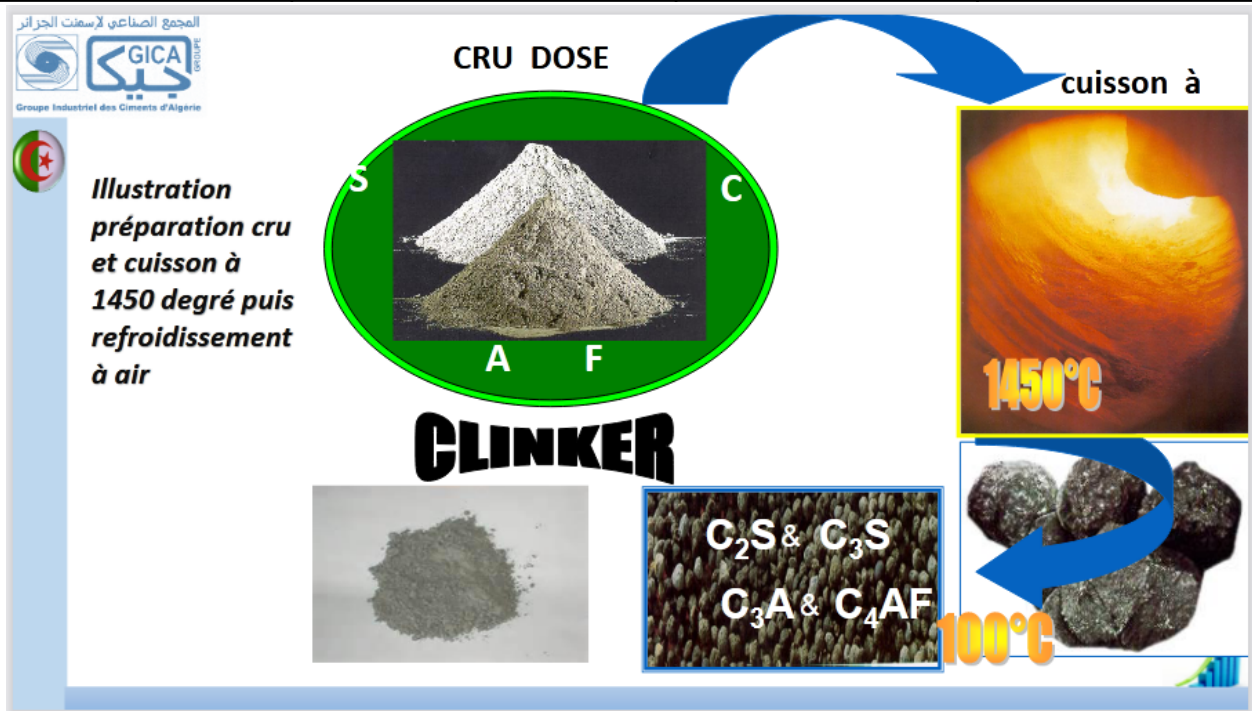 المجمع الصناعي لإسمنت الجزائر
GICA
جيكا
GROUPE
Groupe Industriel des Ciments d'Algérie
CRU DOSE
cuisson à
Illustration
préparation cru
et cuisson à
1450 degré puis
refroidissement
à air
S
C
A F
1450°C
CLINKER
C₂S & C₃S
C₃A & C₄AF
100°C